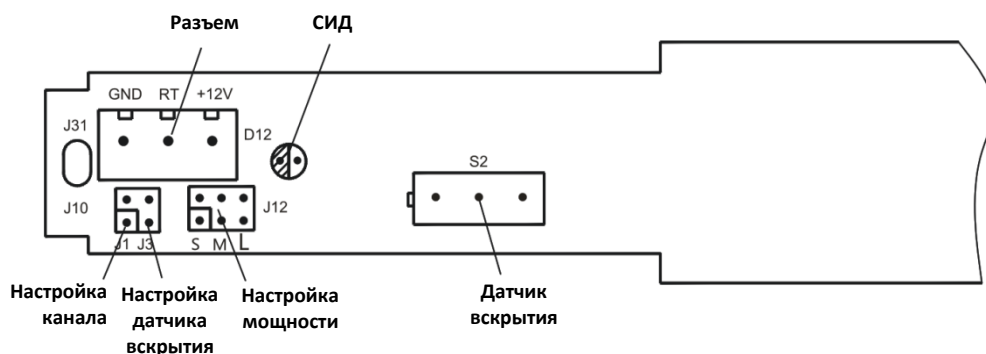 Разъем СИД
GND RT +12V
J31
D12
S2
J10
J12
J1 J3 S M L
Настройка
канала
Настройка
датчика
вскрытия
Настройка
мощности
Датчик
вскрытия